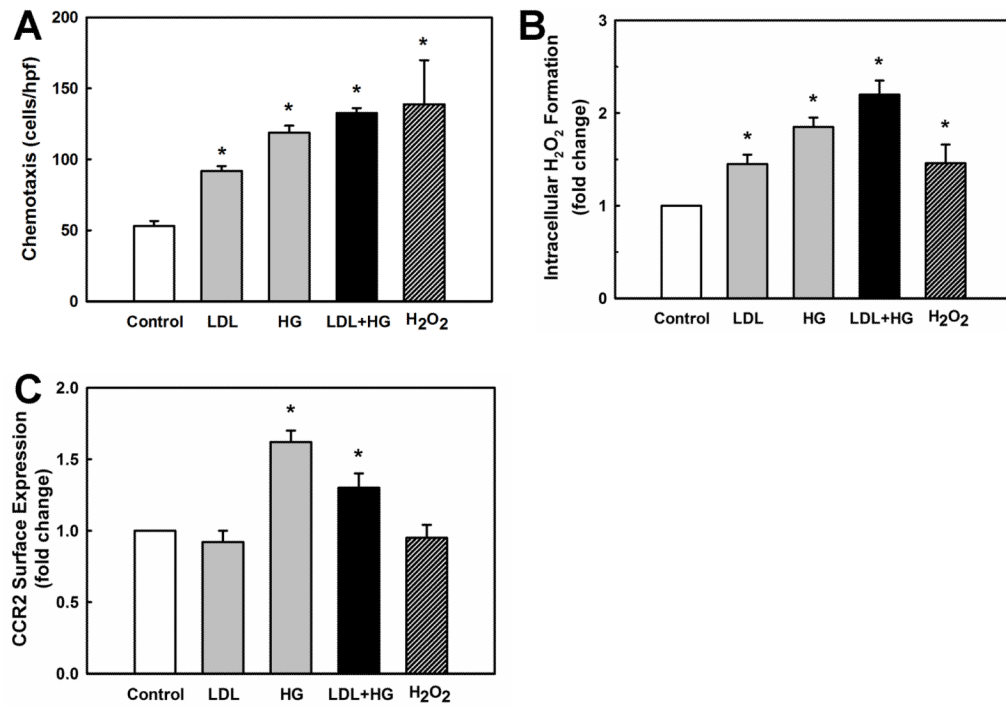 A
Chemotaxis (cells/hpf)
200
150
100
50
0
*
*
*
*
Control LDL HG LDL+HG H₂O₂
B
Intracellular H₂O₂ Formation
(fold change)
3
2
1
0
*
*
*
*
Control LDL HG LDL+HG H₂O₂
C
CCR2 Surface Expression
(fold change)
2.0
1.5
1.0
0.5
0.0
*
*
Control LDL HG LDL+HG H₂O₂